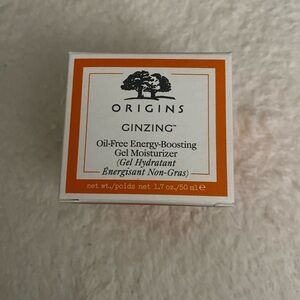 ORIGINS
GINZING™
Oil-Free Energy-Boosting
Gel Moisturizer
(Gel Hydratant
Énergisant Non-Gras)
net wt./poids net 1.7 oz./50 ml ℮